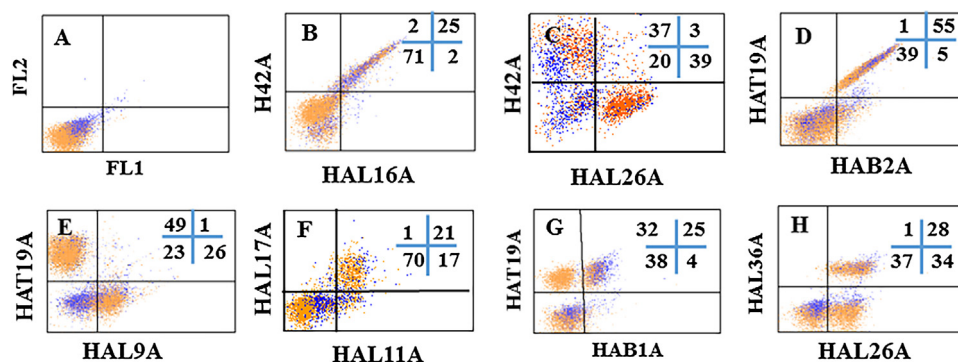 A
FL2
FL1
B
2 25
71 2
H42A
HAL16A
C
37 3
20 39
H42A
HAL26A
D
1 55
39 5
HAT19A
HAB2A
E
49 1
23 26
HAT19A
HAL9A
F
1 21
70 17
HAL17A
HAL11A
G
32 25
38 4
HAT19A
HAB1A
H
1 28
37 34
HAL36A
HAL26A